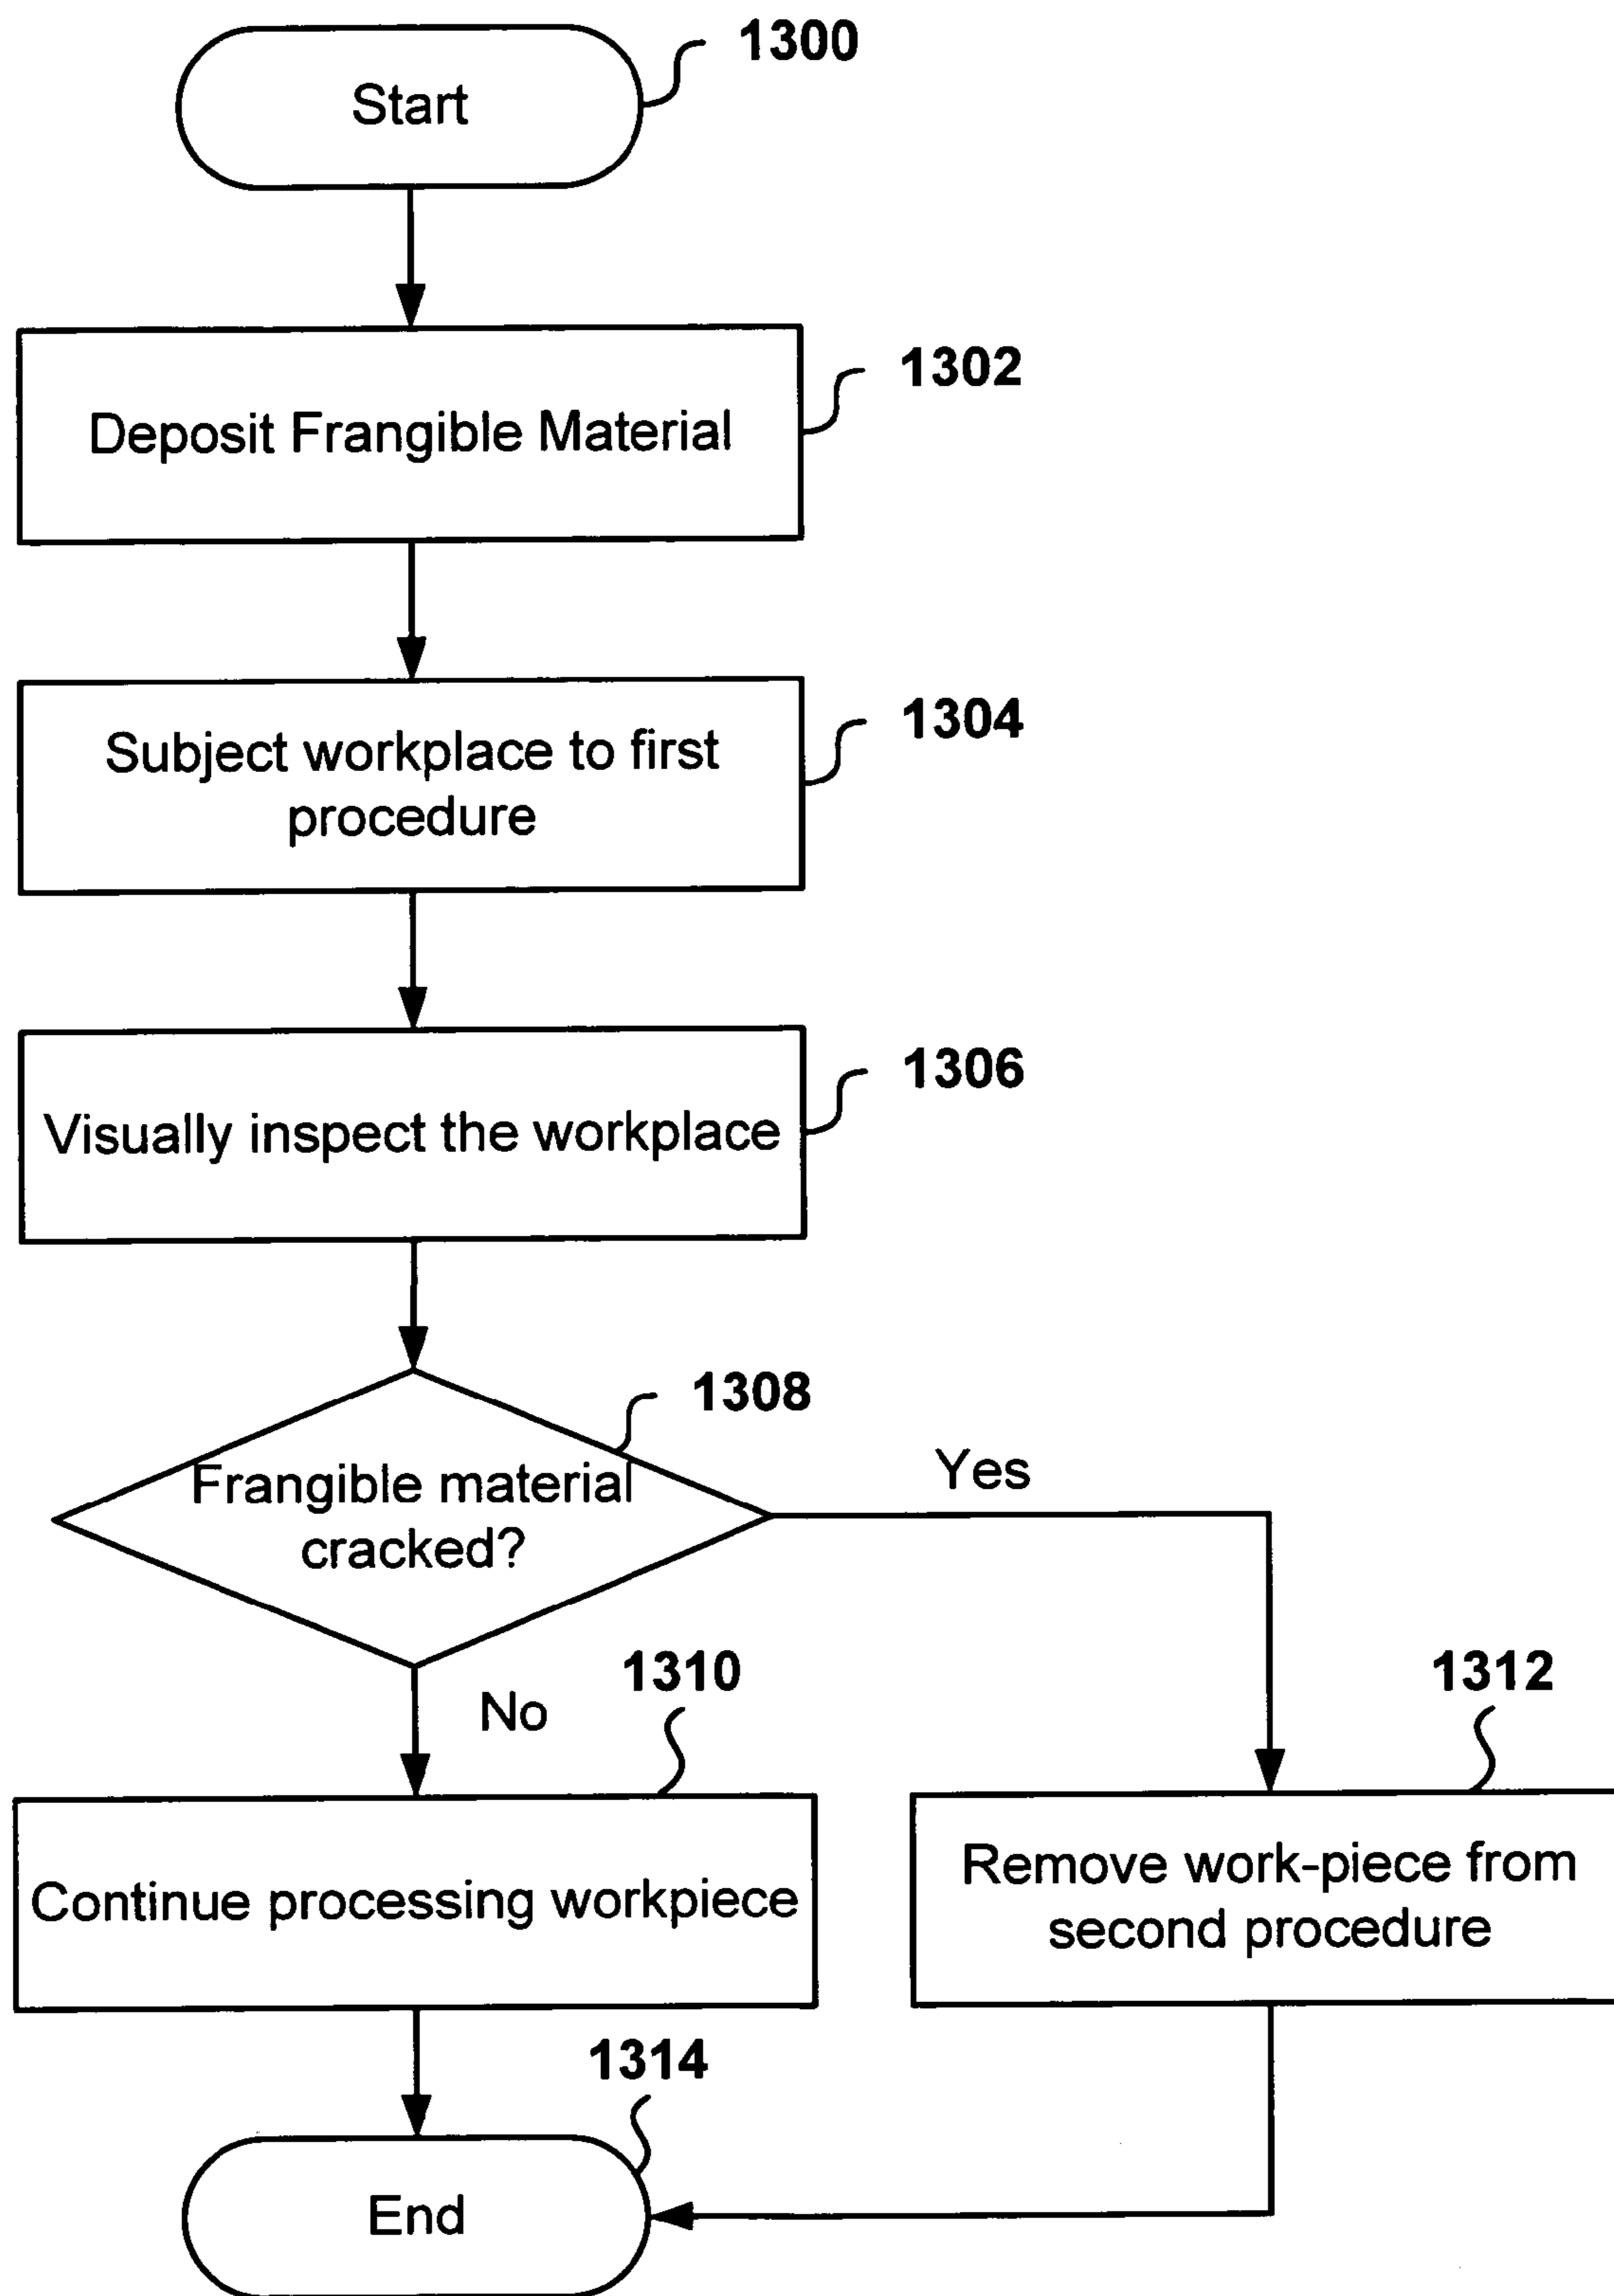 1300
Start
1302
Deposit Frangible Material
1304
Subject workplace to first
procedure
1306
Visually inspect the workplace
1308
Frangible material
cracked?
Yes
No
1310
Continue processing workpiece
1312
Remove work-piece from
second procedure
1314
End